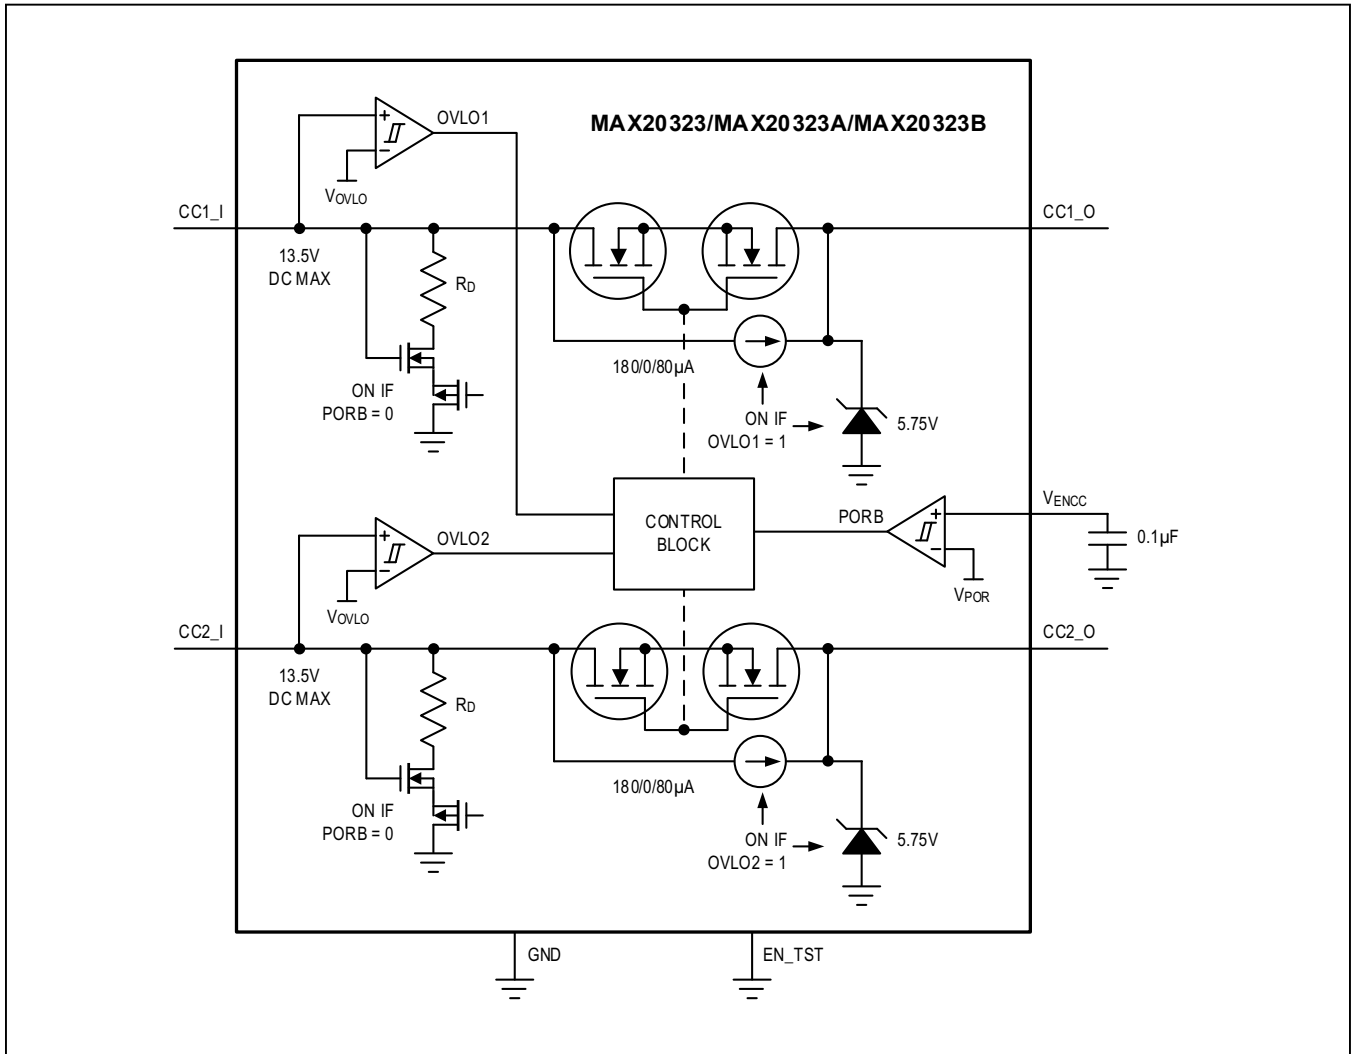 MAX20323/MAX20323A/MAX20323B
OVLO1
+
-
VOVLO
CC1_I
CC1_O
13.5V
DC MAX
RD
180/0/80µA
ON IF
PORB = 0
ON IF
OVLO1 = 1
5.75V
CONTROL
BLOCK
PORB
+
-
VENCC
0.1µF
VPOR
OVLO2
+
-
VOVLO
CC2_I
CC2_O
13.5V
DC MAX
RD
180/0/80µA
ON IF
PORB = 0
ON IF
OVLO2 = 1
5.75V
GND
EN_TST